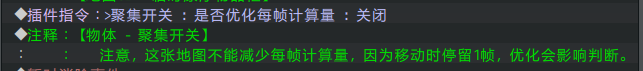 ◆插件指令:>聚集开关 : 是否优化每帧计算量 : 关闭
◆注释:【物体 - 聚集开关】
:    :    注意，这张地图不能减少每帧计算量，因为移动时停留1帧，优化会影响判断。